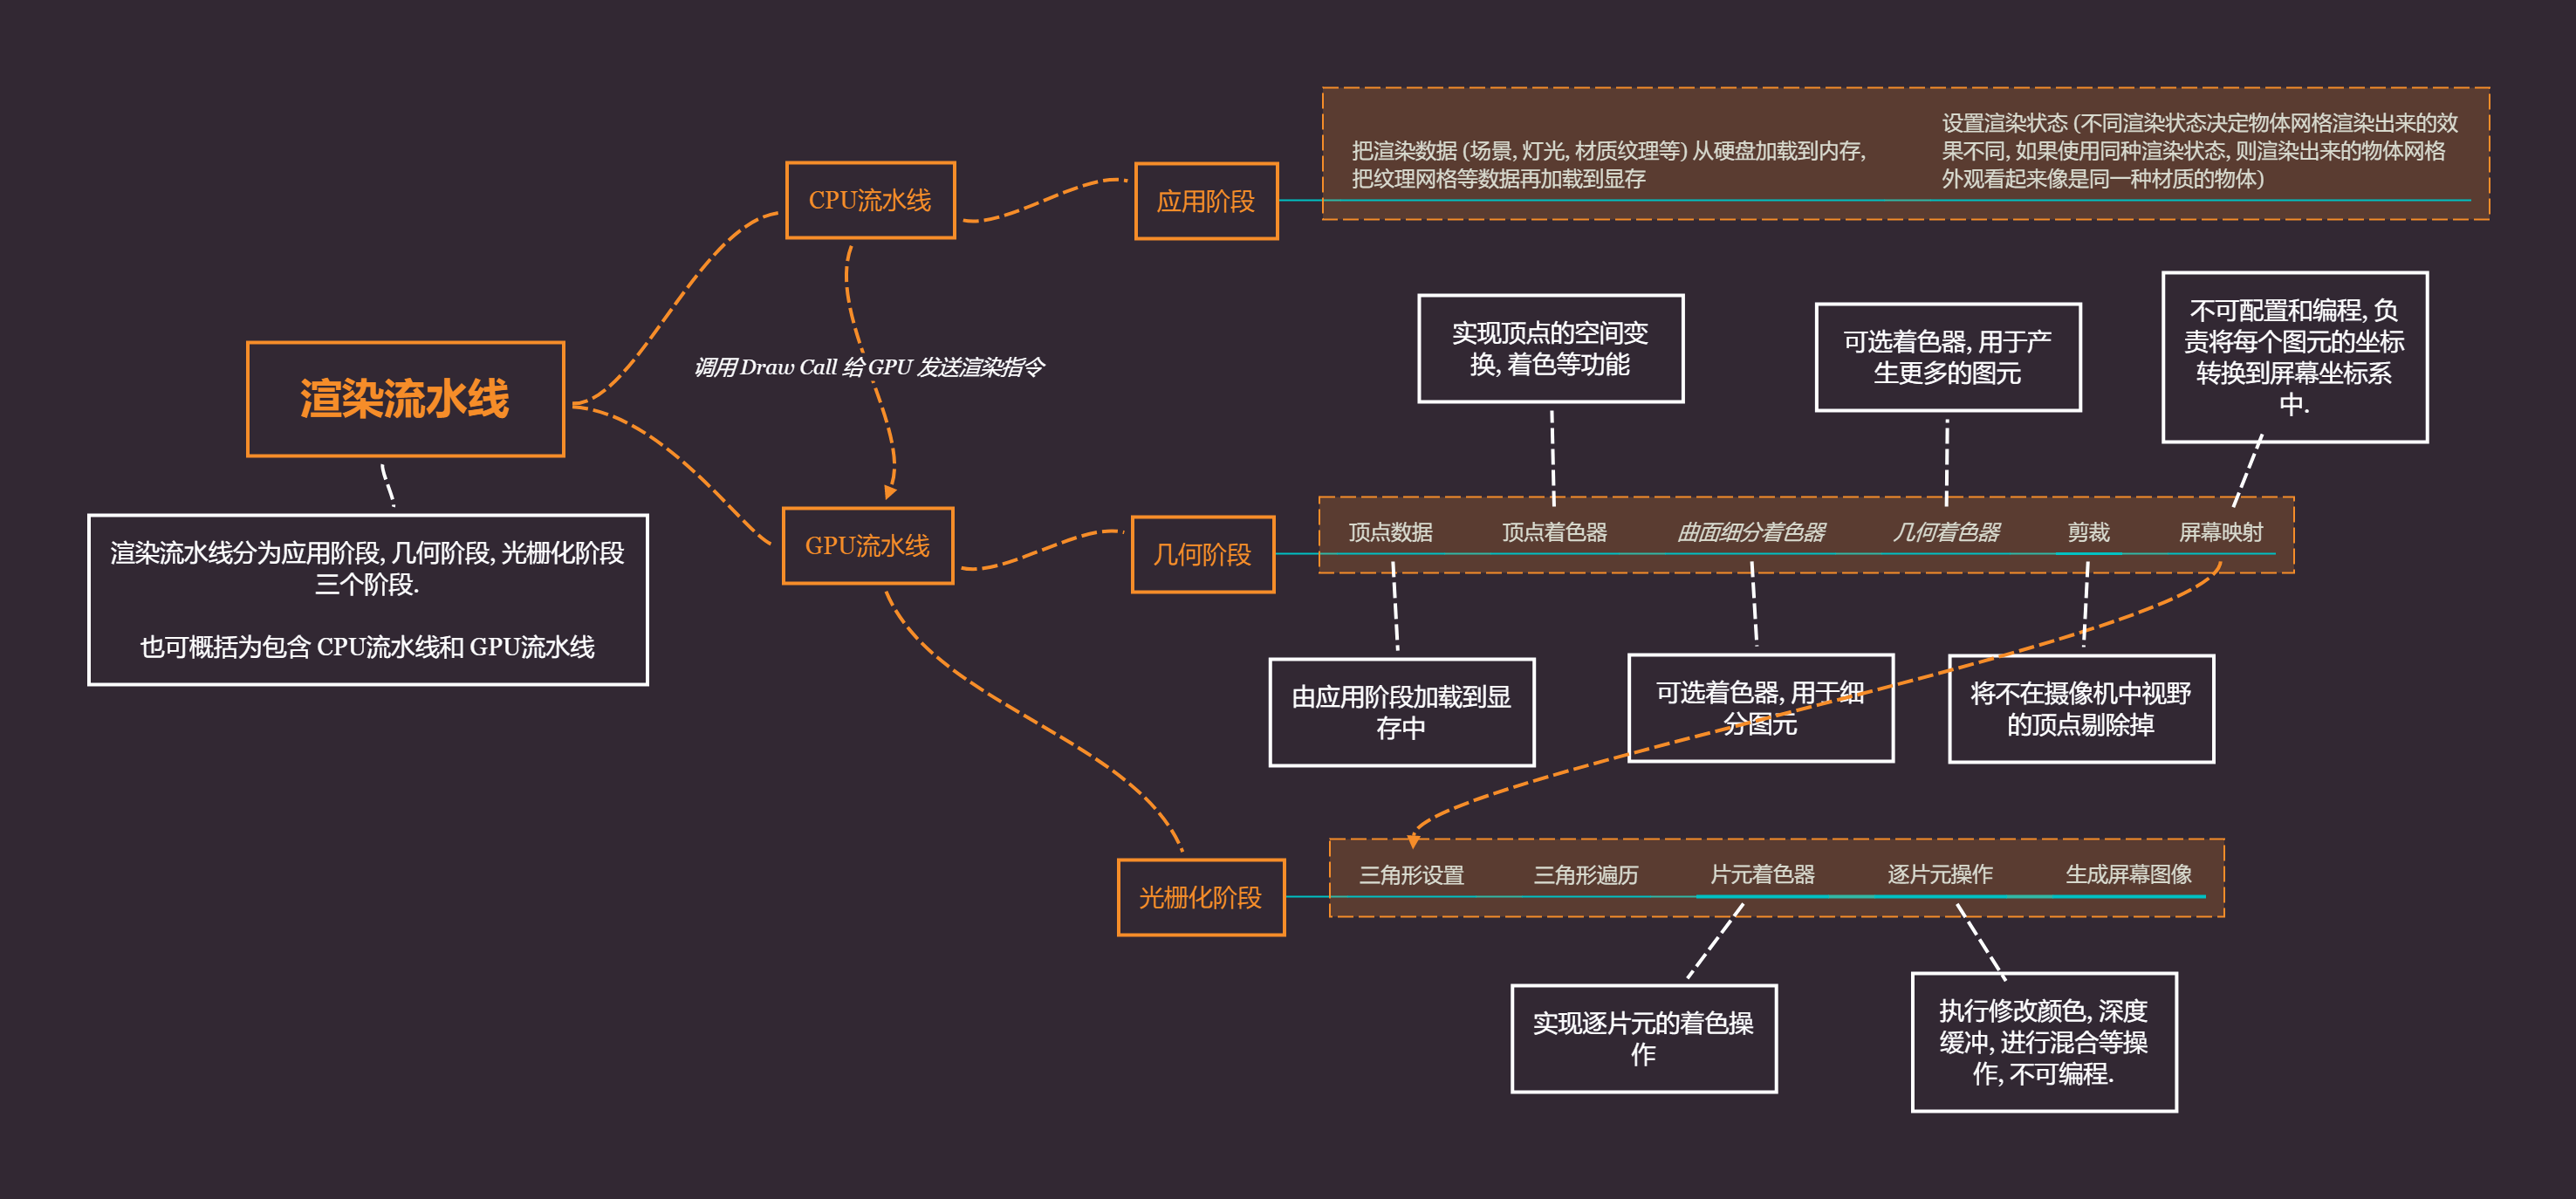 设置渲染状态 (不同渲染状态决定物体网格渲染出来的效
果不同, 如果使用同种渲染状态, 则渲染出来的物体网格
外观看起来像是同一种材质的物体)
把渲染数据 (场景, 灯光, 材质纹理等) 从硬盘加载到内存,
把纹理网格等数据再加载到显存
CPU流水线
应用阶段
不可配置和编程, 负
责将每个图元的坐标
转换到屏幕坐标系
中.
实现顶点的空间变
换, 着色等功能
可选着色器, 用于产
生更多的图元
调用 Draw Call 给 GPU 发送渲染指令
渲染流水线
渲染流水线分为应用阶段, 几何阶段, 光栅化阶段
三个阶段.
也可概括为包含 CPU流水线和 GPU流水线
GPU流水线
几何阶段
顶点数据
顶点着色器
曲面细分着色器
几何着色器
剪裁
屏幕映射
由应用阶段加载到显
存中
可选着色器, 用于细
分图元
将不在摄像机中视野
的顶点剔除掉
光栅化阶段
三角形设置
三角形遍历
片元着色器
逐片元操作
生成屏幕图像
实现逐片元的着色操
作
执行修改颜色, 深度
缓冲, 进行混合等操
作, 不可编程.